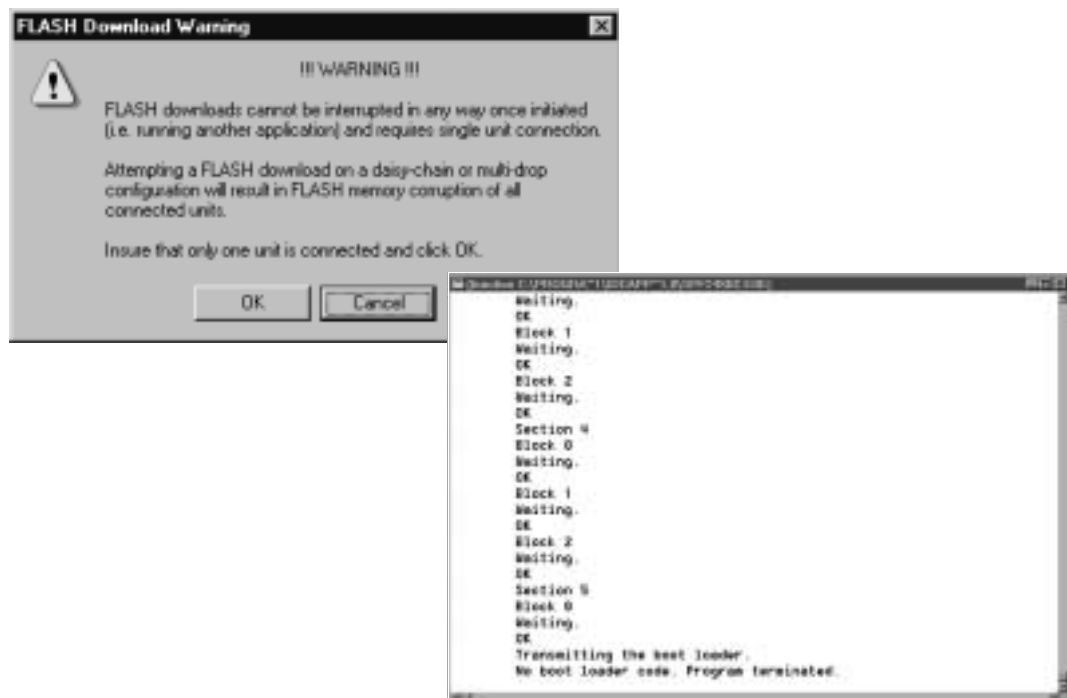 FLASH Download Warning
!!! WARNING !!!
FLASH downloads cannot be interrupted in any way once initiated
(i.e. running another application) and requires single unit connection.
Attempting a FLASH download on a daisy-chain or multi-drop
configuration will result in FLASH memory corruption of all
connected units.
Insure that only one unit is connected and click OK.
OK
Cancel
Waiting.
OK
Block 1
Waiting.
OK
Block 2
Waiting.
OK
Section 4
Block 0
Waiting.
OK
Block 1
Waiting.
OK
Block 2
Waiting.
OK
Section 5
Block 0
Waiting.
OK
Transmitting the boot loader.
No boot loader code. Program terminated.